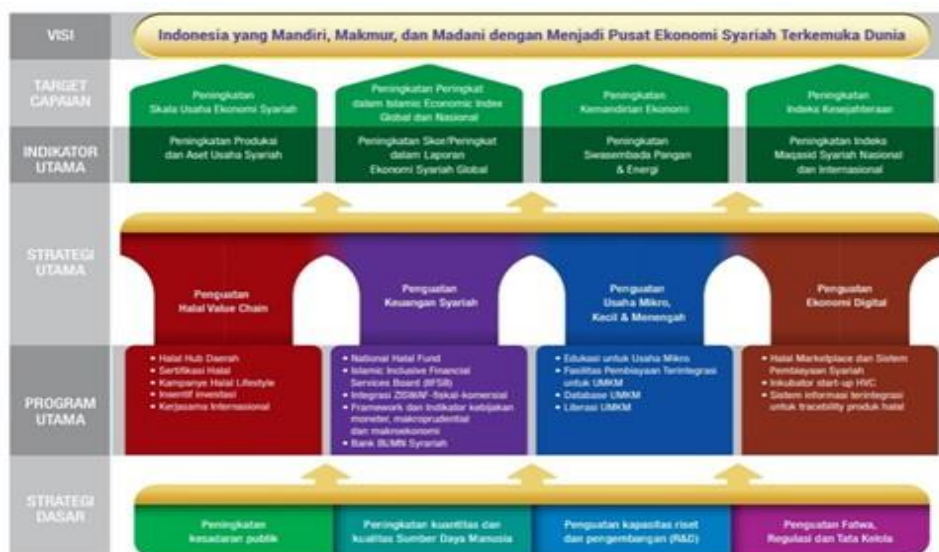 VISI
Indonesia yang Mandiri, Makmur, dan Madani dengan Menjadi Pusat Ekonomi Syariah Terkemuka Dunia
TARGET
CAPAIAN
Peningkatan
Skala Usaha Ekonomi Syariah
Peningkatan Peringkat
dalam Islamic Economic Index
Global dan Nasional
Peningkatan
Kemandirian Ekonomi
Peningkatan
Indeks Kesejahteraan
INDIKATOR
UTAMA
Peningkatan Produksi
dan Aset Usaha Syariah
Peningkatan Skor/Peringkat
dalam Laporan
Ekonomi Syariah Global
Peningkatan
Swasembada Pangan
& Energi
Peningkatan Indeks
Maqasid Syariah Nasional
dan Internasional
STRATEGI
UTAMA
Penguatan
Halal Value Chain
Penguatan
Keuangan Syariah
Penguatan
Usaha Mikro,
Kecil & Menengah
Penguatan
Ekonomi Digital
PROGRAM
UTAMA
• Halal Hub Daerah
• Sertifikasi Halal
• Kampanye Halal Lifestyle
• Insentif investasi
• Kerjasama Internasional
• National Halal Fund
• Islamic Inclusive Financial
Services Board (IIFSB)
• Integrasi ZISWAF-fiskal-komersial
• Framework dan Indikator kebijakan
moneter, makroprudential
dan makroekonomi
• Bank BUMN Syrariah
• Edukasi untuk Usaha Mikro
• Fasilitas Pembiayaan Terintegrasi
untuk UMKM
• Database UMKM
• Literasi UMKM
• Halal Marketplace dan Sistem
Pembiayaan Syariah
• Inkubator start-up HVC
• Sistem informasi terintegrasi
untuk tracebility produk halal
STRATEGI
DASAR
Peningkatan
kesadaran publik
Peningkatan kuantitas dan
kualitas Sumber Daya Manusia
Penguatan kapasitas riset
dan pengembangan (R&D)
Penguatan Fatwa,
Regulasi dan Tata Kelola